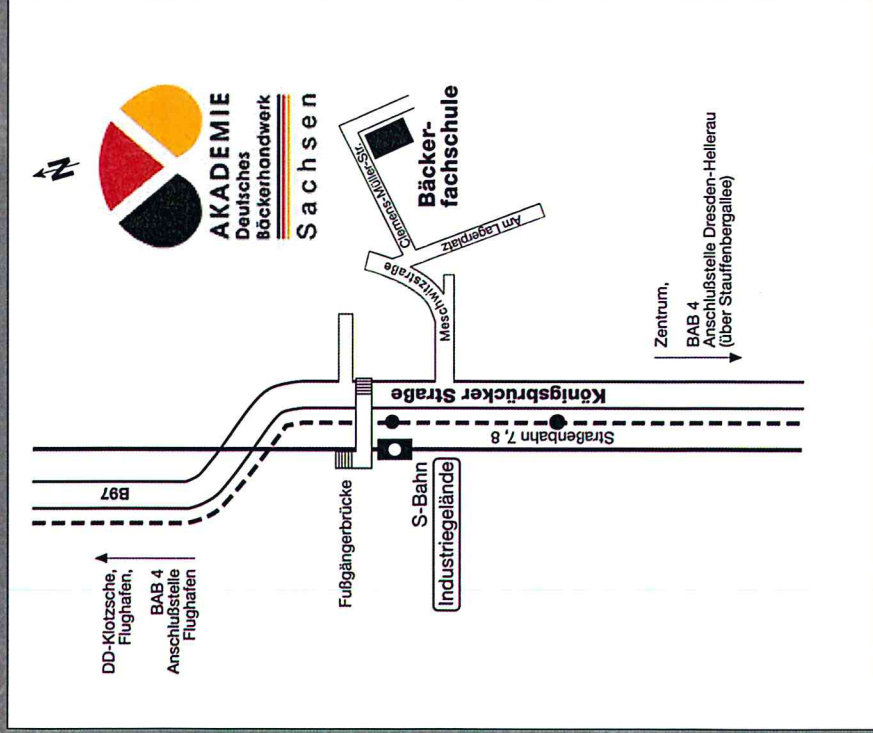 N
AKADEMIE
Deutsches
Bäckerhandwerk
Sachsen
DD-Klotzsche,
Flughafen,
BAB 4
Anschlußstelle
Flughafen
B97
Fußgängerbrücke
S-Bahn
Industriegelände
Straßenbahn 7, 8
Königsbrücker Straße
Meschwitzstraße
Clemens-Müller-Str.
Am Lagerplatz
Bäcker-
fachschule
Zentrum,
BAB 4
Anschlußstelle Dresden-Hellerau
(über Stauffenbergallee)